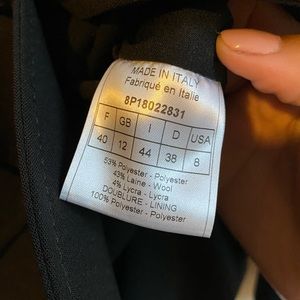 MADE IN ITALY
Fabriqué en Italie
8P18022831
F GB I D USA
40 12 44 38 8
53% Polyester - Polyester
43% Laine - Wool
4% Lycra - Lycra
DOUBLURE - LINING
100% Polyester - Polyester